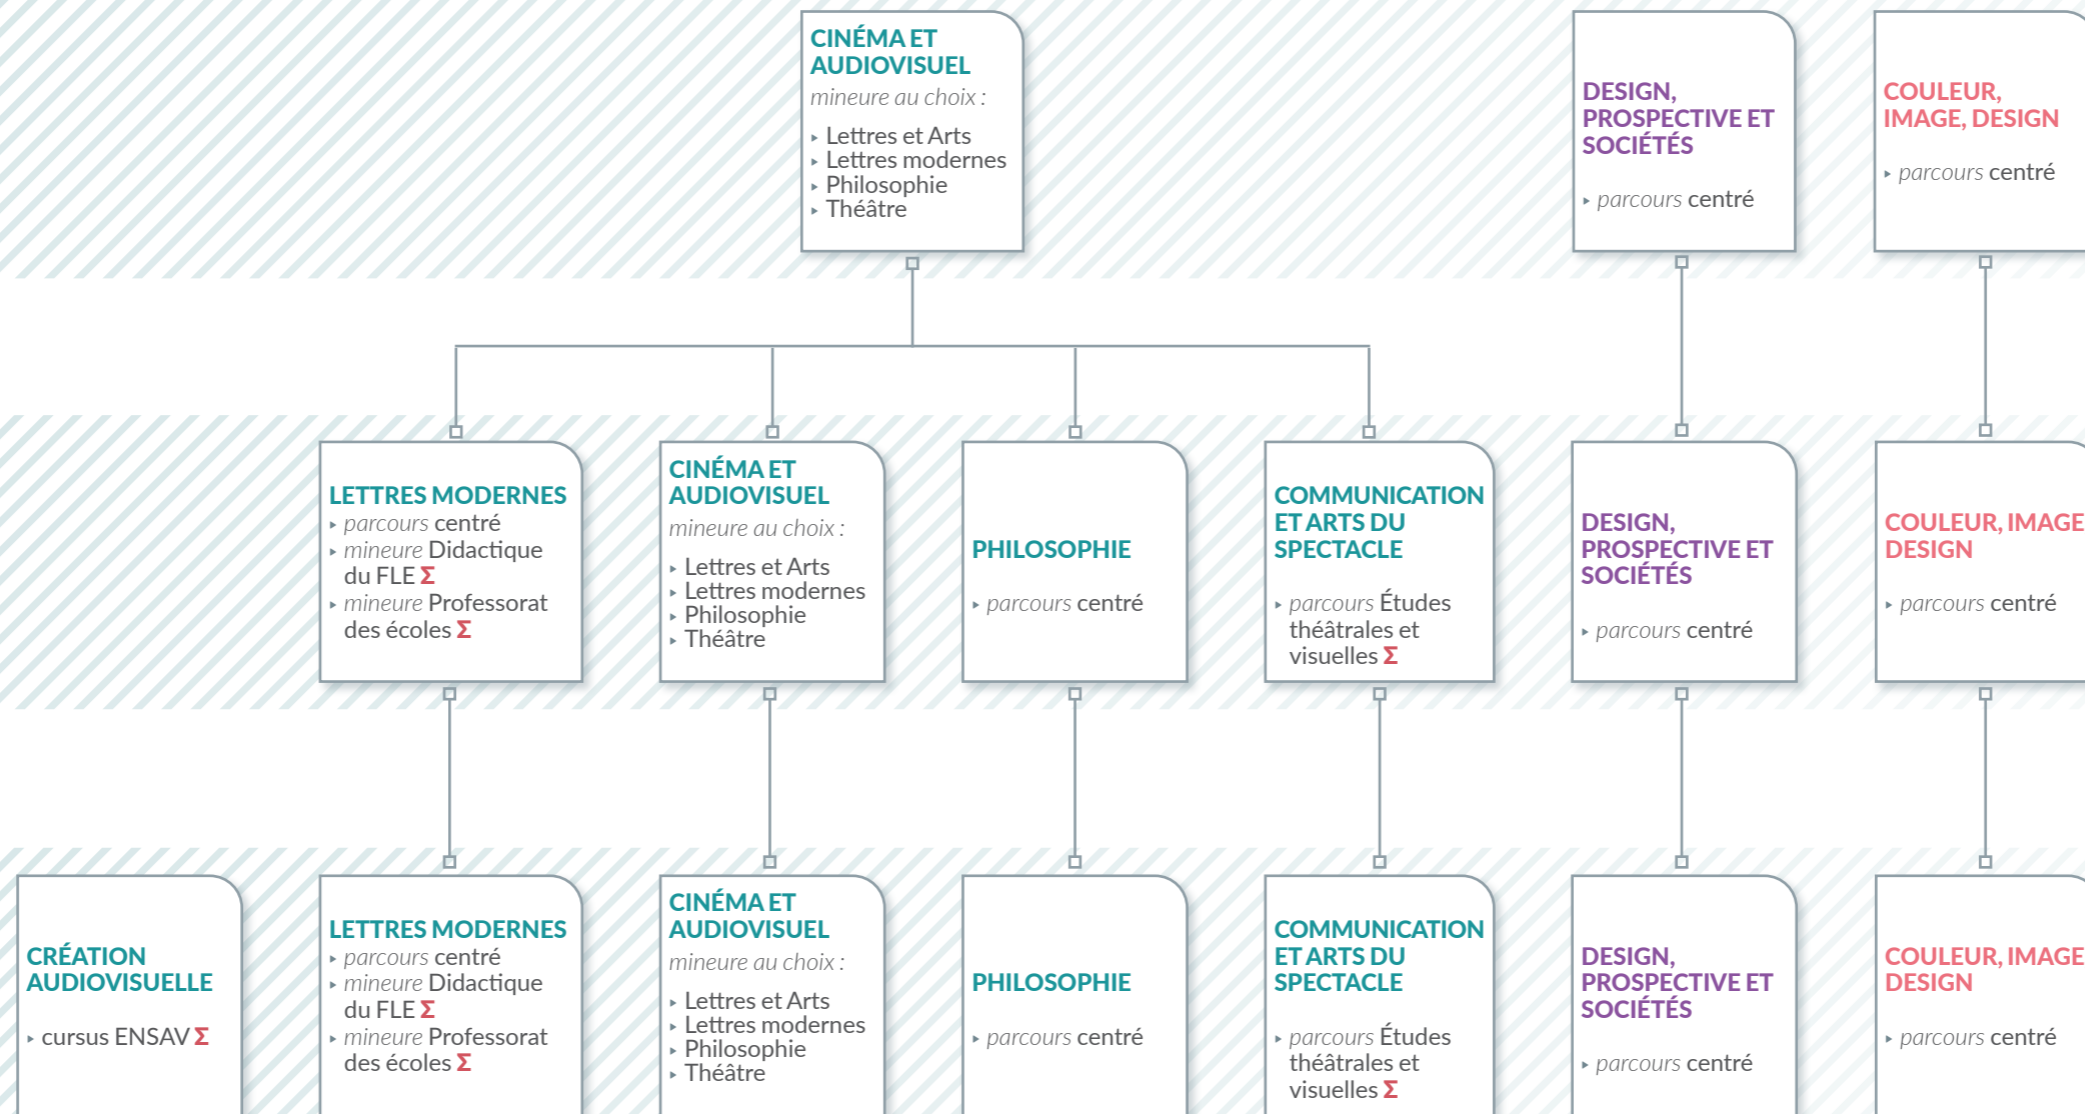 CINÉMA ET
AUDIOVISUEL
mineure au choix :
▸ Lettres et Arts
▸ Lettres modernes
▸ Philosophie
▸ Théâtre
DESIGN,
PROSPECTIVE ET
SOCIÉTÉS
▸ parcours centré
COULEUR,
IMAGE, DESIGN
▸ parcours centré
LETTRES MODERNES
▸ parcours centré
▸ mineure Didactique
du FLE Σ
▸ mineure Professorat
des écoles Σ
CINÉMA ET
AUDIOVISUEL
mineure au choix :
▸ Lettres et Arts
▸ Lettres modernes
▸ Philosophie
▸ Théâtre
PHILOSOPHIE
▸ parcours centré
COMMUNICATION
ET ARTS DU
SPECTACLE
▸ parcours Études
théâtrales et
visuelles Σ
DESIGN,
PROSPECTIVE ET
SOCIÉTÉS
▸ parcours centré
COULEUR, IMAGE
DESIGN
▸ parcours centré
CRÉATION
AUDIOVISUELLE
▸ cursus ENSAV Σ
LETTRES MODERNES
▸ parcours centré
▸ mineure Didactique
du FLE Σ
▸ mineure Professorat
des écoles Σ
CINÉMA ET
AUDIOVISUEL
mineure au choix :
▸ Lettres et Arts
▸ Lettres modernes
▸ Philosophie
▸ Théâtre
PHILOSOPHIE
▸ parcours centré
COMMUNICATION
ET ARTS DU
SPECTACLE
▸ parcours Études
théâtrales et
visuelles Σ
DESIGN,
PROSPECTIVE ET
SOCIÉTÉS
▸ parcours centré
COULEUR, IMAGE
DESIGN
▸ parcours centré